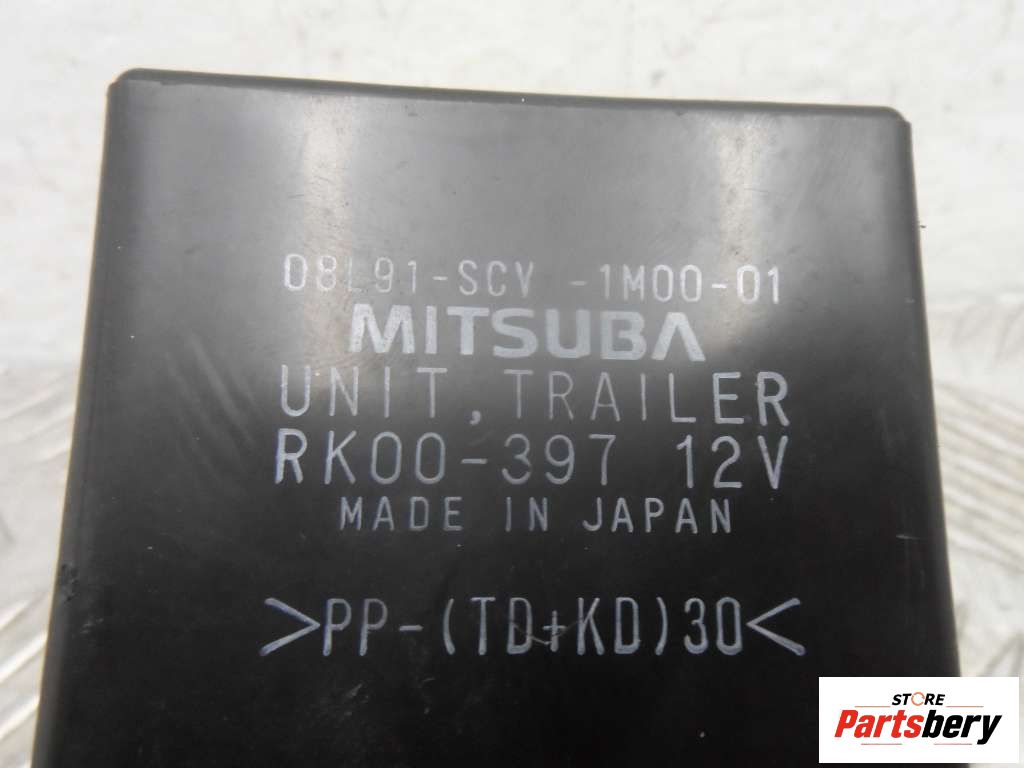 08L91-SCV -1M00-01
MITSUBA
UNIT, TRAILER
RK00-397 12V
MADE IN JAPAN
>PP-(TD+KD)30<
STORE
Partsbery